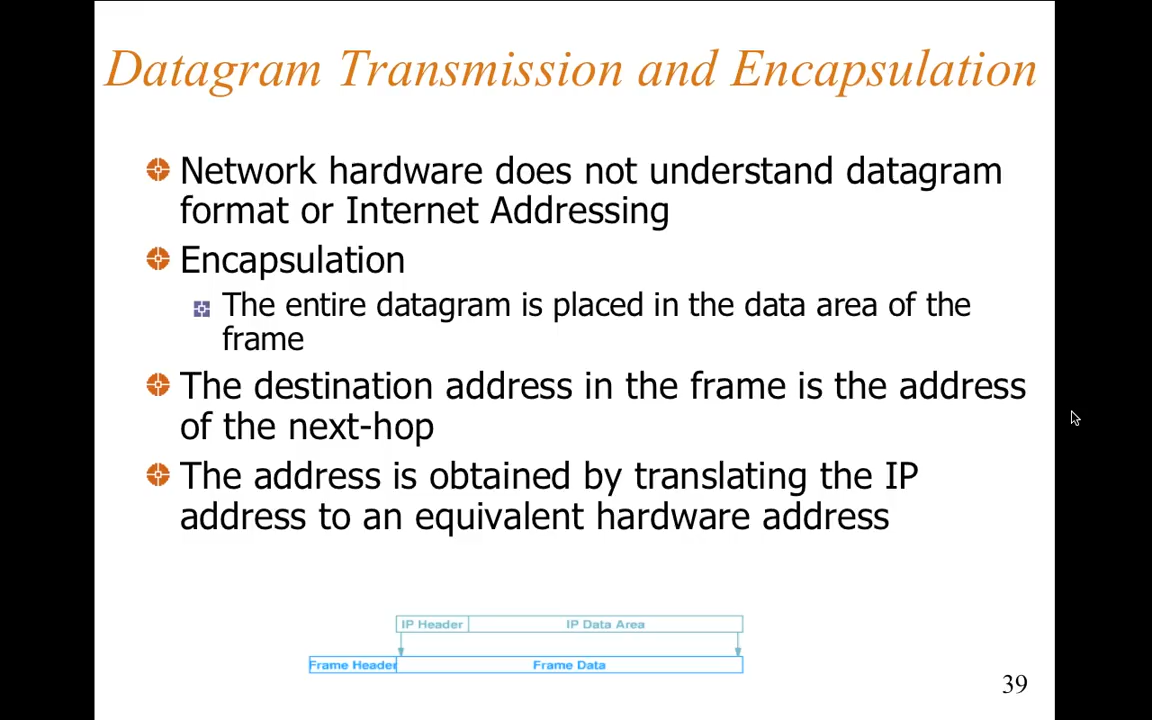 Datagram Transmission and Encapsulation
Network hardware does not understand datagram
format or Internet Addressing
Encapsulation
The entire datagram is placed in the data area of the
frame
The destination address in the frame is the address
of the next-hop
The address is obtained by translating the IP
address to an equivalent hardware address
IP Header IP Data Area
Frame Header Frame Data
39